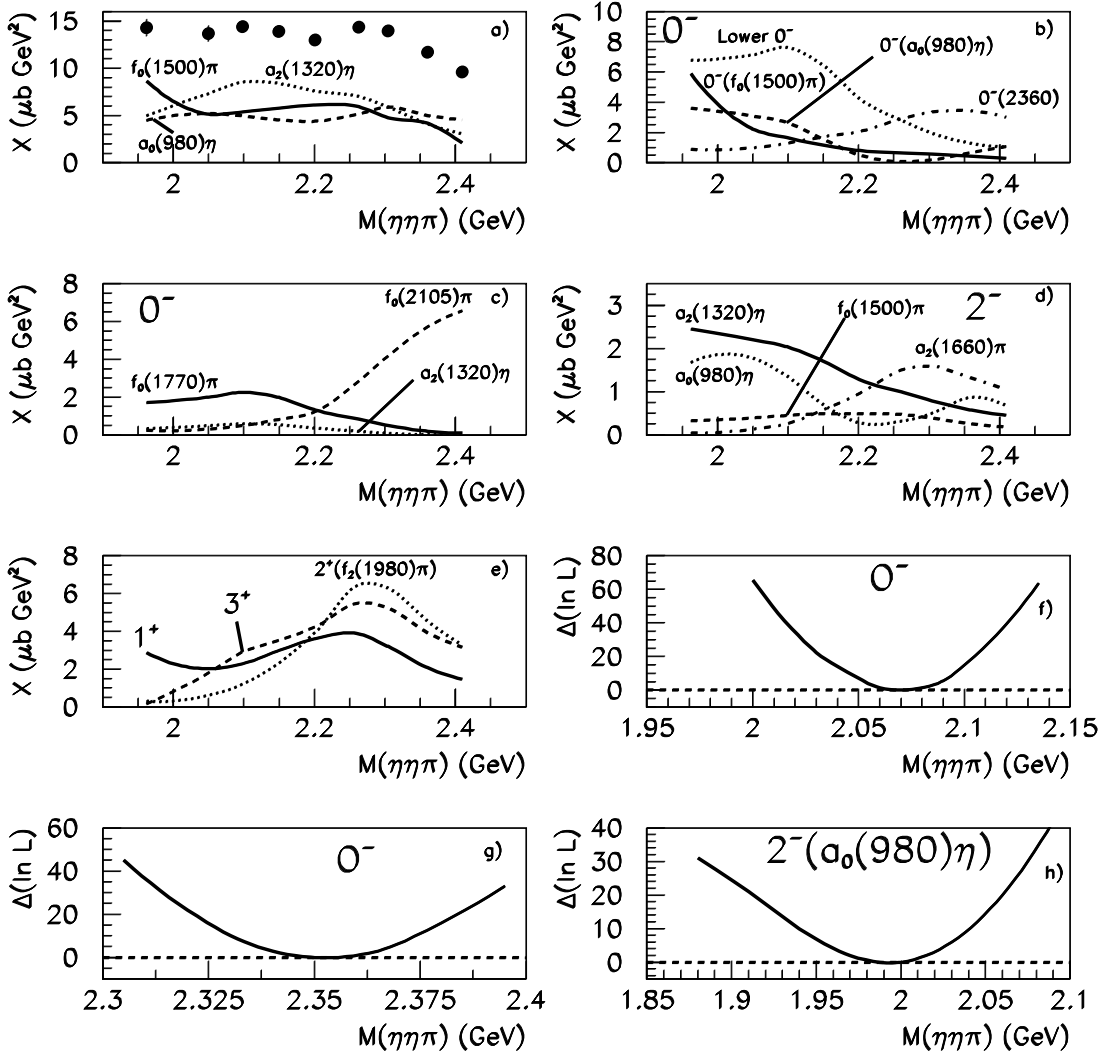 X (μb GeV²)
15
10
5
0
a)
f₀(1500)π
a₂(1320)η
a₀(980)η
2
2.2
2.4
M(ηηπ) (GeV)
X (μb GeV²)
10
8
6
4
2
0
0⁻
Lower 0⁻
0⁻(a₀(980)η)
b)
0⁻(f₀(1500)π)
0⁻(2360)
2
2.2
2.4
M(ηηπ) (GeV)
X (μb GeV²)
8
6
4
2
0
0⁻
f₀(2105)π
c)
f₀(1770)π
a₂(1320)η
2
2.2
2.4
M(ηηπ) (GeV)
X (μb GeV²)
3
2
1
0
a₂(1320)η
f₀(1500)π
2⁻
d)
a₂(1660)π
a₀(980)η
2
2.2
2.4
M(ηηπ) (GeV)
X (μb GeV²)
8
6
4
2
0
2⁺(f₂(1980)π)
e)
3⁺
1⁺
2
2.2
2.4
M(ηηπ) (GeV)
Δ(ln L)
80
60
40
20
0
0⁻
f)
1.95
2
2.05
2.1
2.15
M(ηηπ) (GeV)
Δ(ln L)
60
40
20
0
0⁻
g)
2.3
2.325
2.35
2.375
2.4
M(ηηπ) (GeV)
Δ(ln L)
40
30
20
10
0
2⁻(a₀(980)η)
h)
1.85
1.9
1.95
2
2.05
2.1
M(ηηπ) (GeV)